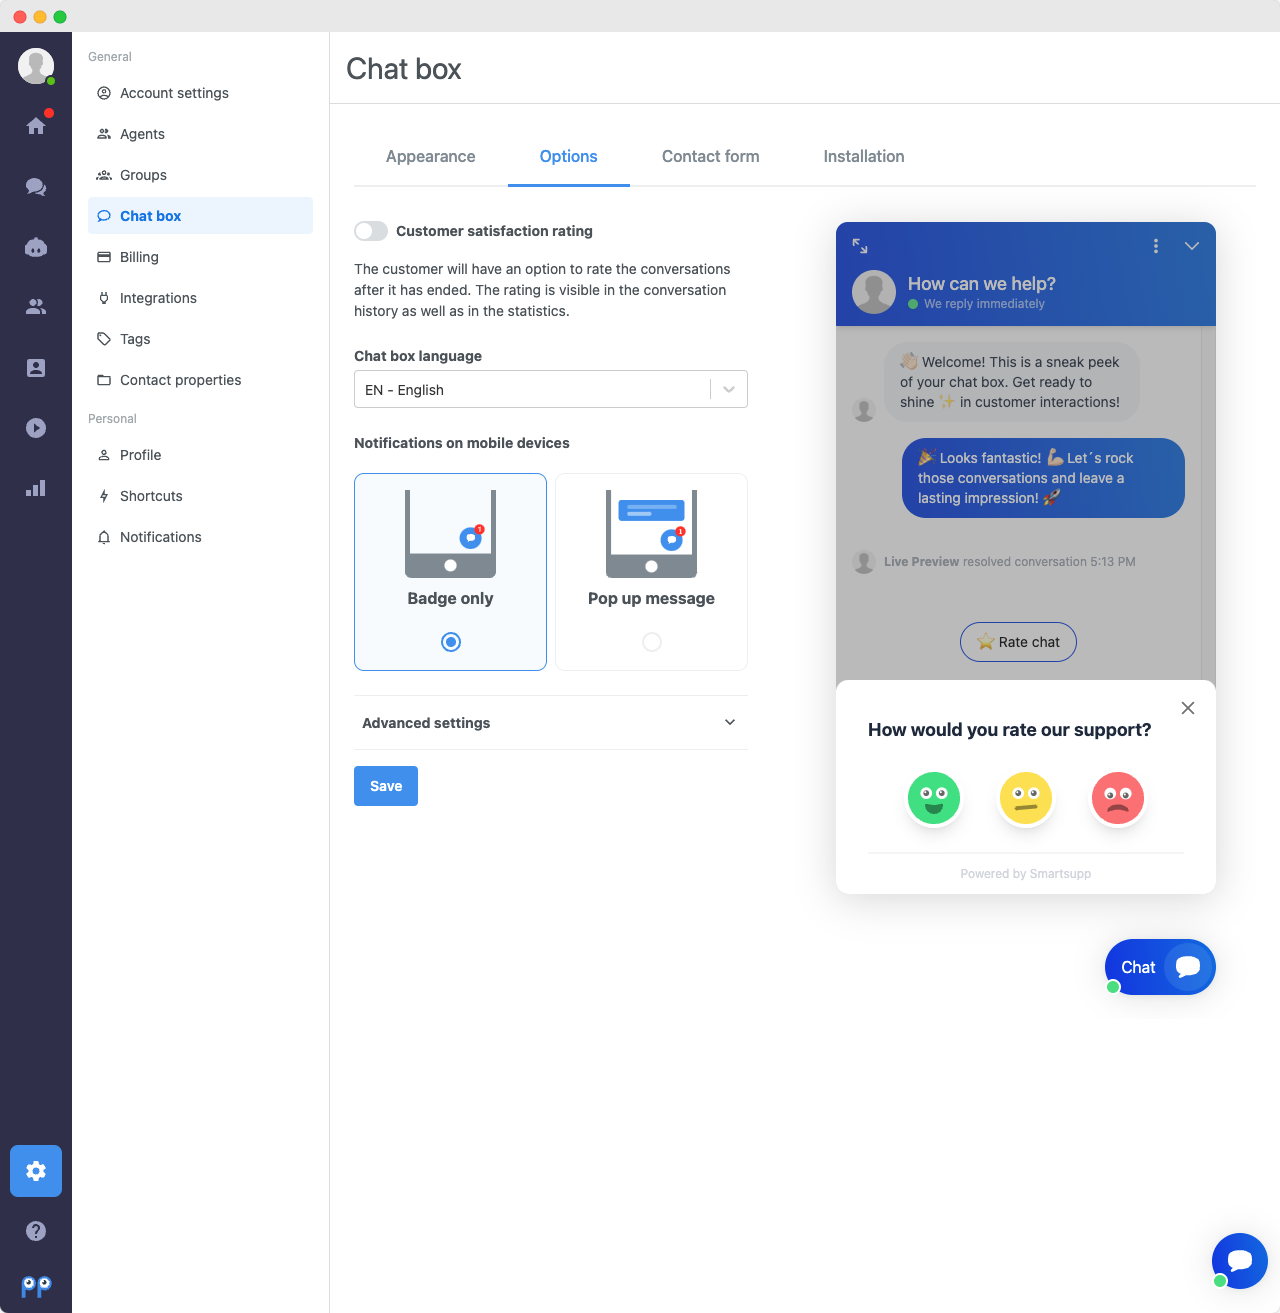 General
Account settings
Agents
Groups
Chat box
Billing
Integrations
Tags
Contact properties
Personal
Profile
Shortcuts
Notifications
Chat box
Appearance
Options
Contact form
Installation
Customer satisfaction rating
The customer will have an option to rate the conversations
after it has ended. The rating is visible in the conversation
history as well as in the statistics.
Chat box language
EN - English
Notifications on mobile devices
1
Badge only
1
Pop up message
Advanced settings
Save
How can we help?
We reply immediately
👋🏻 Welcome! This is a sneak peek
of your chat box. Get ready to
shine ✨ in customer interactions!
🎉 Looks fantastic! 💪🏻 Let´s rock
those conversations and leave a
lasting impression! 🚀
Live Preview resolved conversation 5:13 PM
⭐ Rate chat
How would you rate our support?
Powered by Smartsupp
Chat